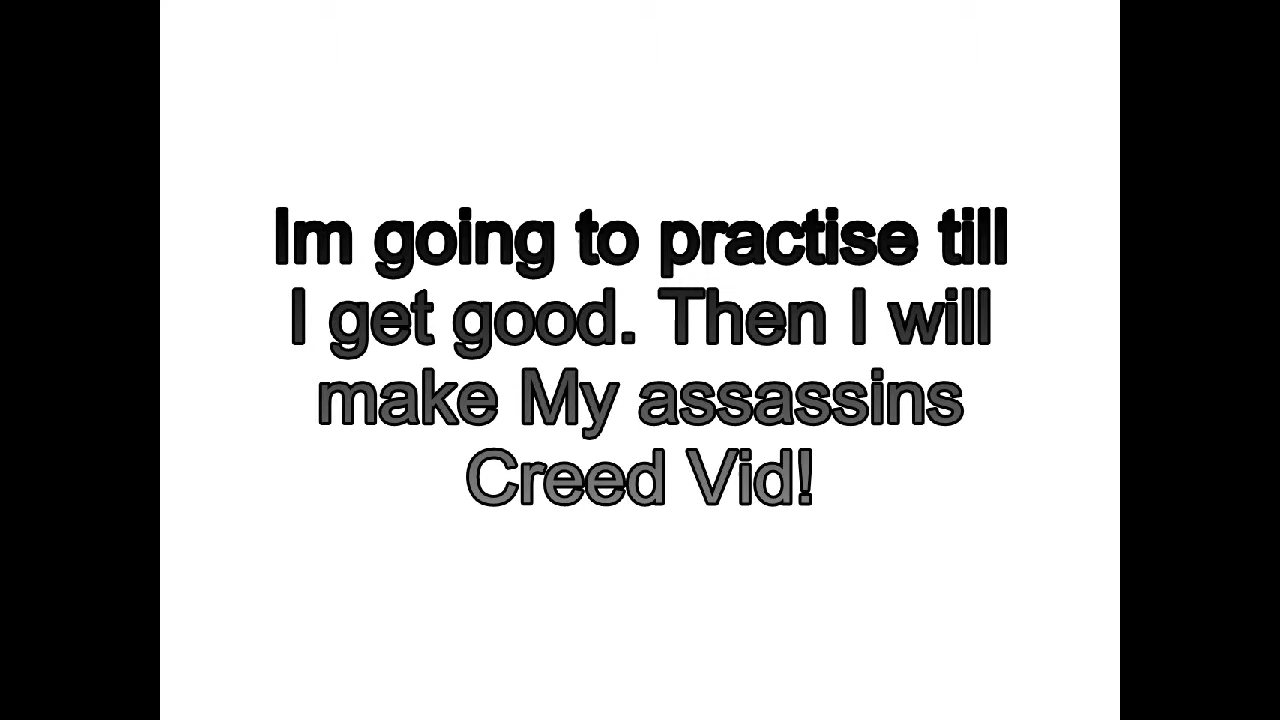 Im going to practise till
I get good. Then I will
make My assassins
Creed Vid!